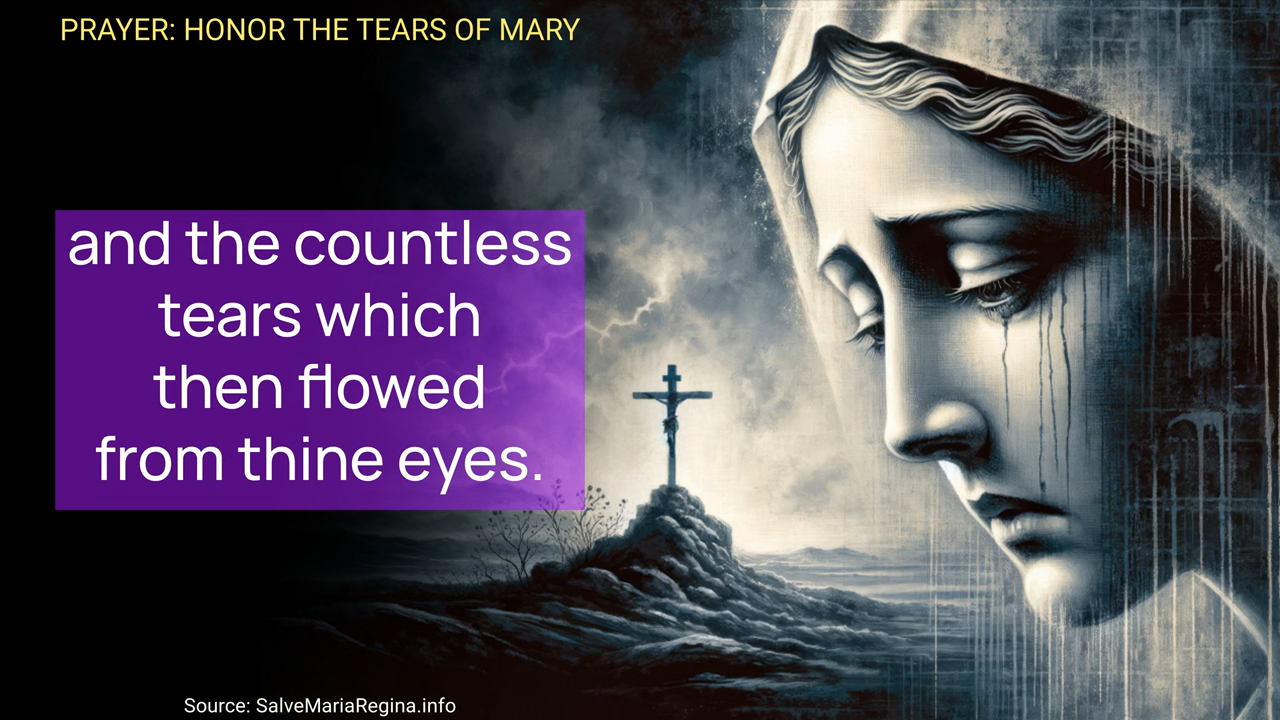 PRAYER: HONOR THE TEARS OF MARY
and the countless
tears which
then flowed
from thine eyes.
Source: SalveMariaRegina.info